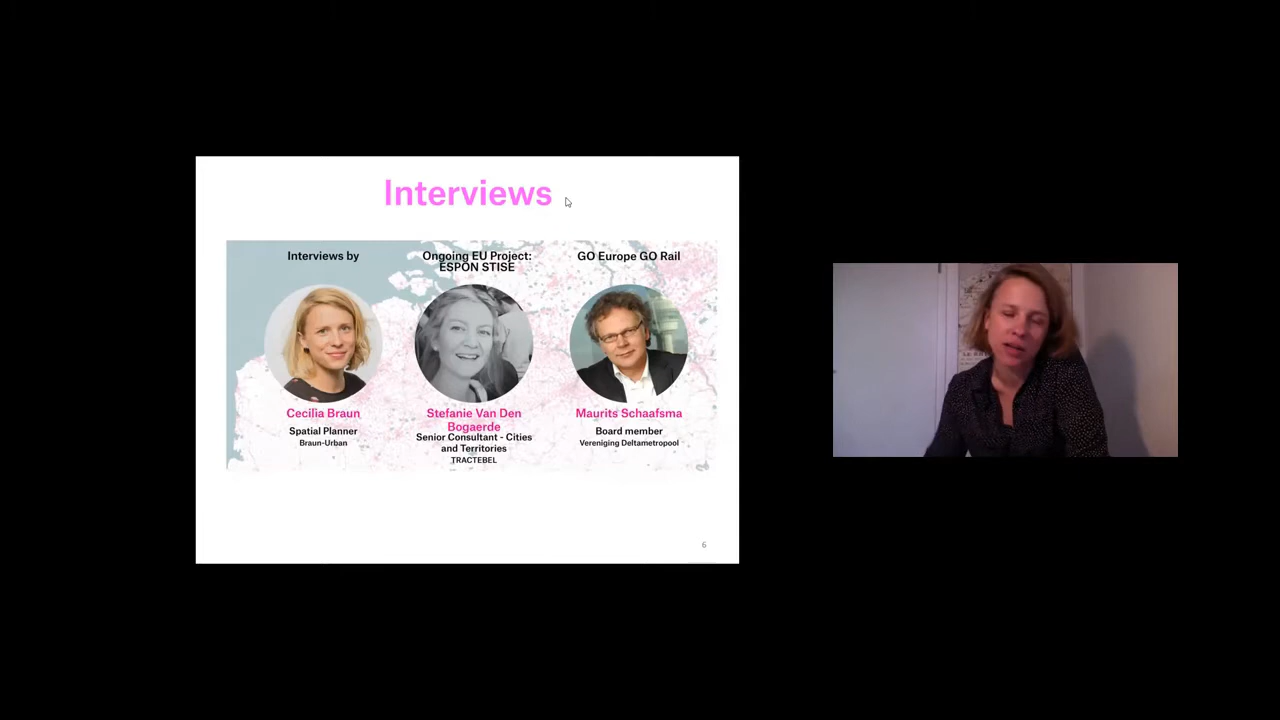 Interviews
Interviews by
Cecilia Braun
Spatial Planner
Braun-Urban
Ongoing EU Project:
ESPON STISE
Stefanie Van Den
Bogaerde
Senior Consultant - Cities
and Territories
TRACTEBEL
GO Europe GO Rail
Maurits Schaafsma
Board member
Vereniging Deltametropool
6